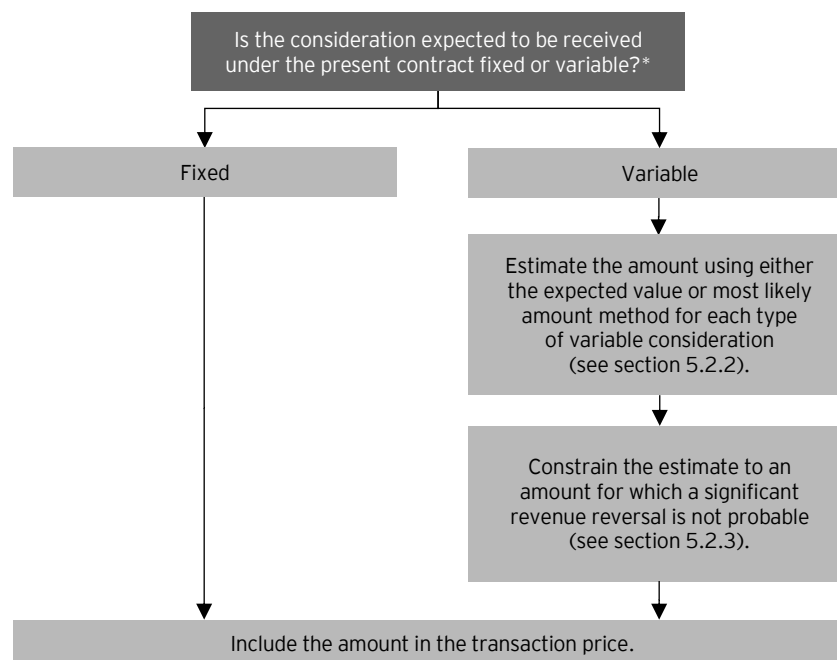 Is the consideration expected to be received
under the present contract fixed or variable?*
Fixed
Variable
Estimate the amount using either
the expected value or most likely
amount method for each type
of variable consideration
(see section 5.2.2).
Constrain the estimate to an
amount for which a significant
revenue reversal is not probable
(see section 5.2.3).
Include the amount in the transaction price.